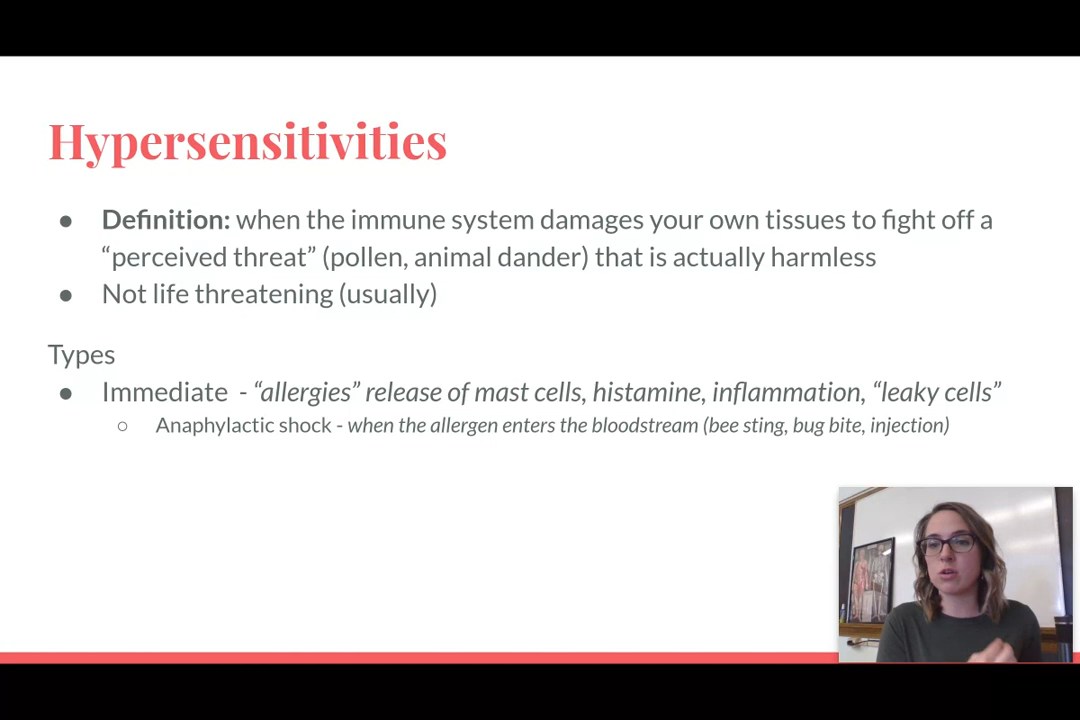 Hypersensitivities
● Definition: when the immune system damages your own tissues to fight off a
“perceived threat” (pollen, animal dander) that is actually harmless
● Not life threatening (usually)
Types
● Immediate - “allergies” release of mast cells, histamine, inflammation, “leaky cells”
○ Anaphylactic shock - when the allergen enters the bloodstream (bee sting, bug bite, injection)